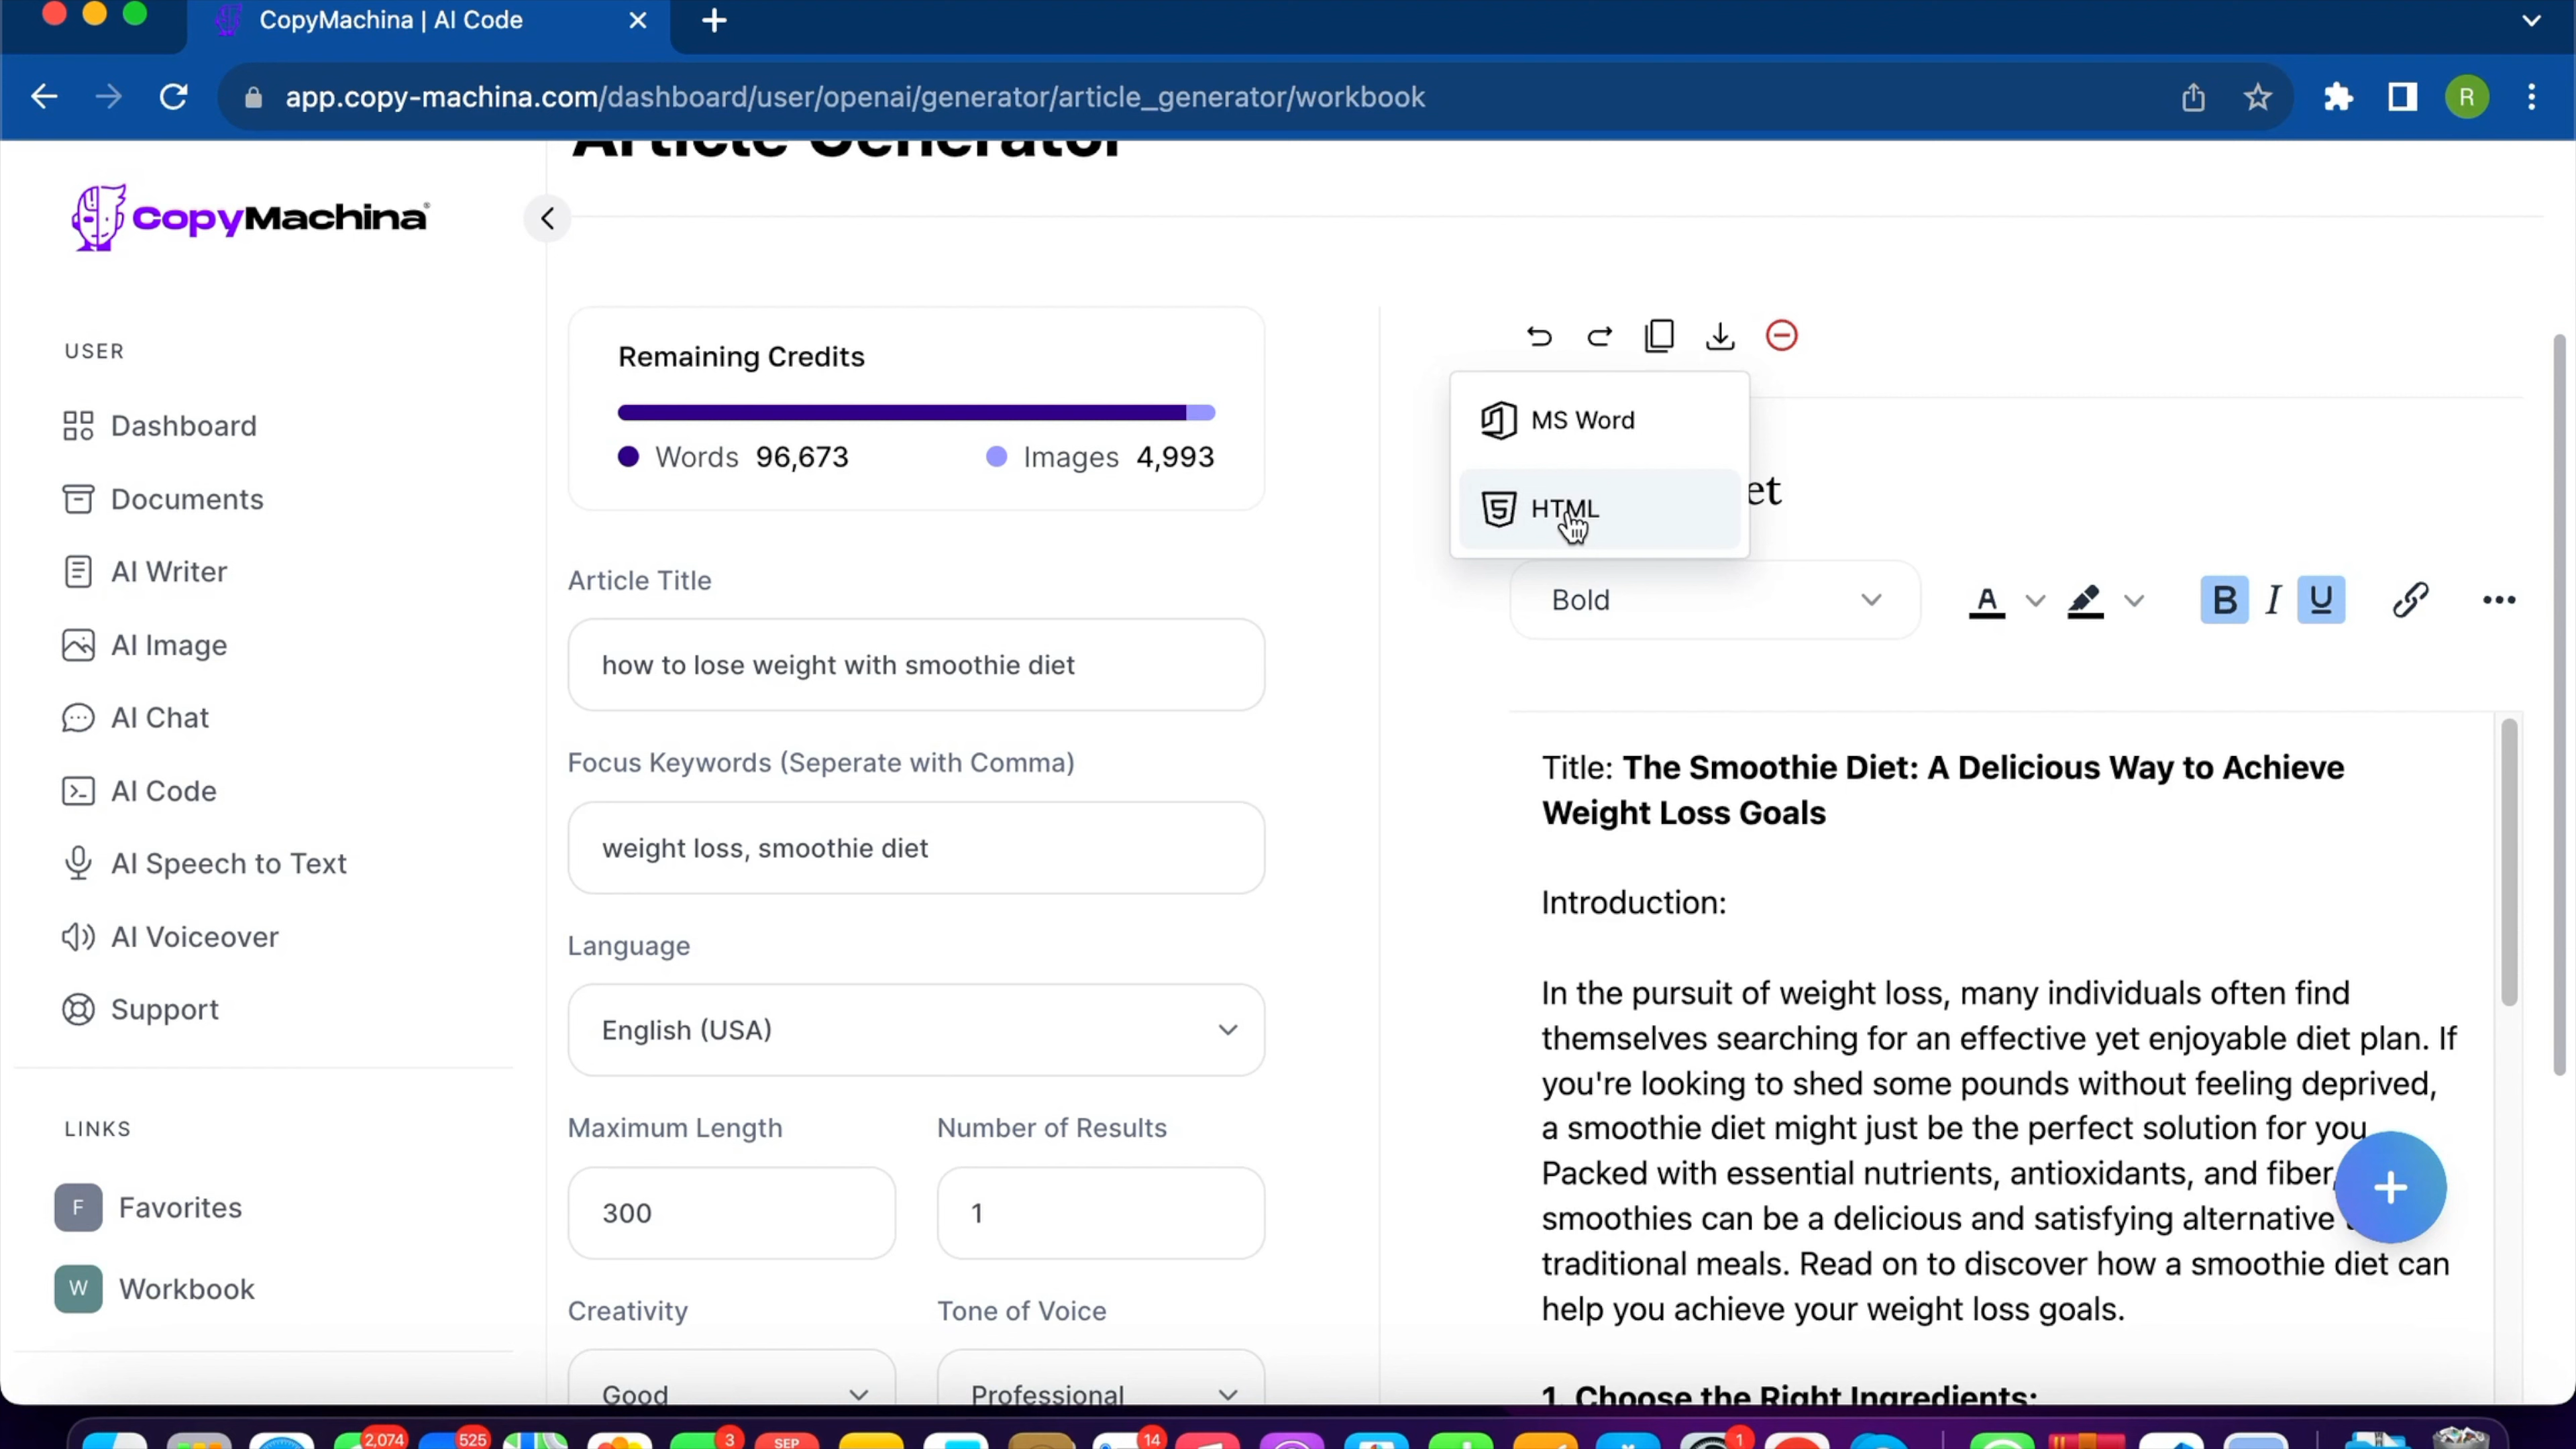 CopyMachina | AI Code
app.copy-machina.com/dashboard/user/openai/generator/article_generator/workbook
R
Article Generator
CopyMachina
USER
Dashboard
Documents
AI Writer
AI Image
AI Chat
AI Code
AI Speech to Text
AI Voiceover
Support
LINKS
F Favorites
W Workbook
Remaining Credits
Words 96,673 Images 4,993
Article Title
how to lose weight with smoothie diet
Focus Keywords (Seperate with Comma)
weight loss, smoothie diet
Language
English (USA)
Maximum Length Number of Results
300 1
Creativity Tone of Voice
Good Professional
MS Word
HTML
et
Bold A B I U
Title: The Smoothie Diet: A Delicious Way to Achieve
Weight Loss Goals
Introduction:
In the pursuit of weight loss, many individuals often find
themselves searching for an effective yet enjoyable diet plan. If
you're looking to shed some pounds without feeling deprived,
a smoothie diet might just be the perfect solution for you
Packed with essential nutrients, antioxidants, and fiber,
smoothies can be a delicious and satisfying alternative
traditional meals. Read on to discover how a smoothie diet can
help you achieve your weight loss goals.
1. Choose the Right Ingredients:
2,074 525 3 SEP 14 1